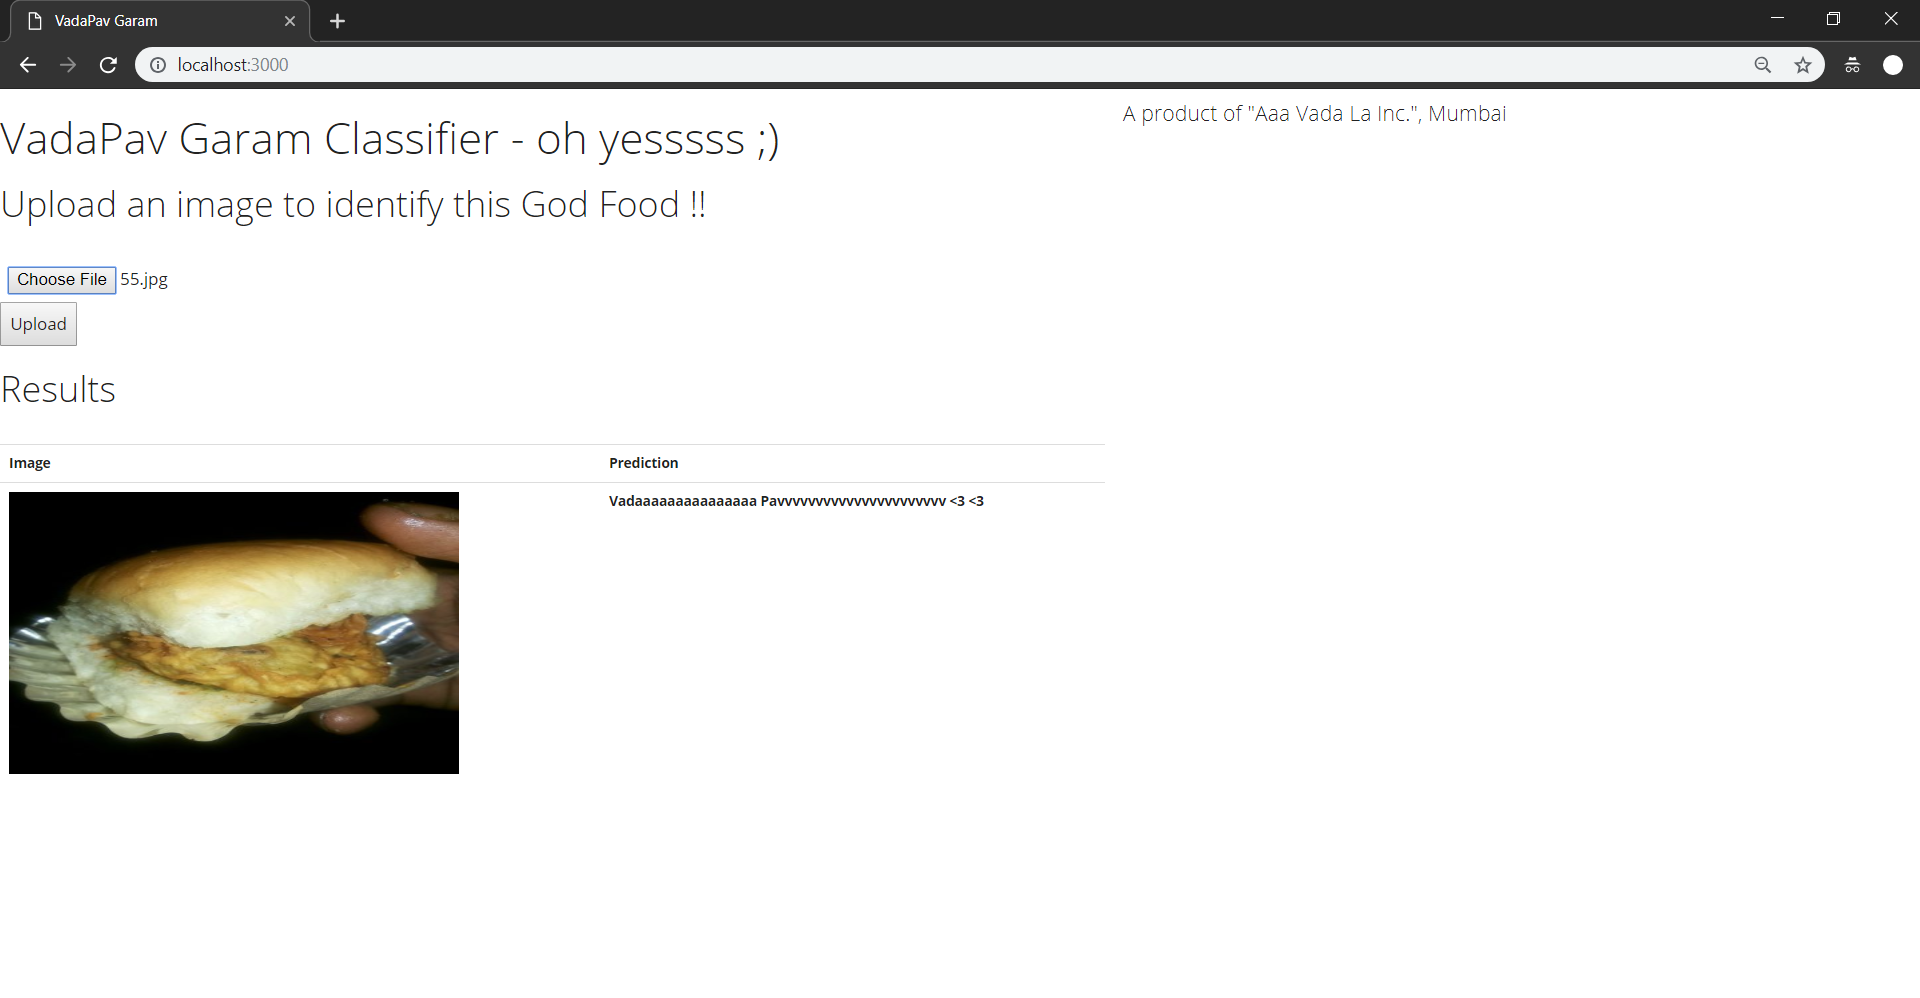 VadaPav Garam
localhost:3000
A product of "Aaa Vada La Inc.", Mumbai
VadaPav Garam Classifier - oh yesssss ;)
Upload an image to identify this God Food !!
Choose File 55.jpg
Upload
Results
Image Prediction
Vadaaaaaaaaaaaaaaaa Pavvvvvvvvvvvvvvvvvvvvvv <3 <3